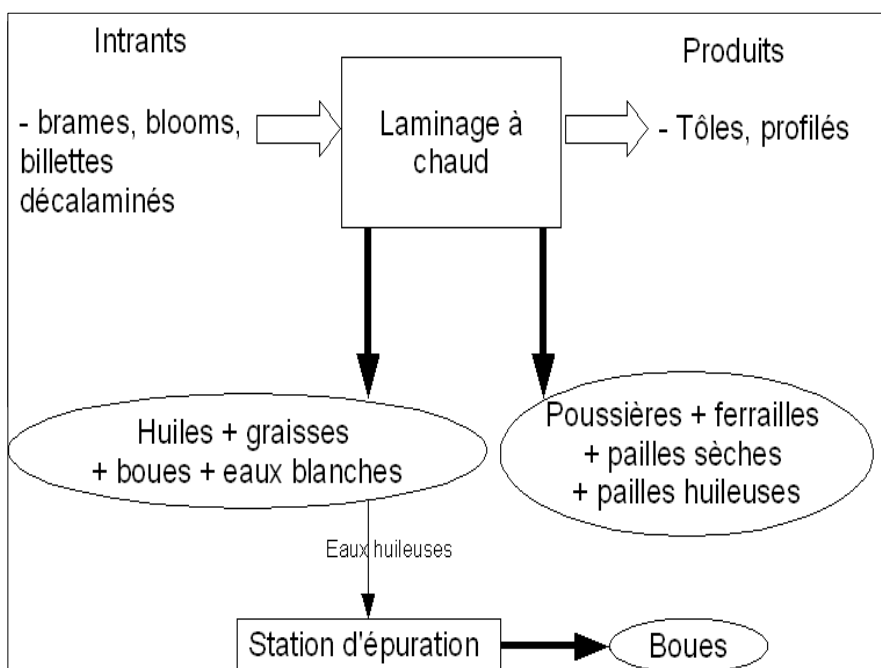 Intrants
Produits
- brames, blooms,
billettes
décalaminés
Laminage à
chaud
- Tôles, profilés
Huiles + graisses
+ boues + eaux blanches
Poussières + ferrailles
+ pailles sèches
+ pailles huileuses
Eaux huileuses
Station d'épuration
Boues